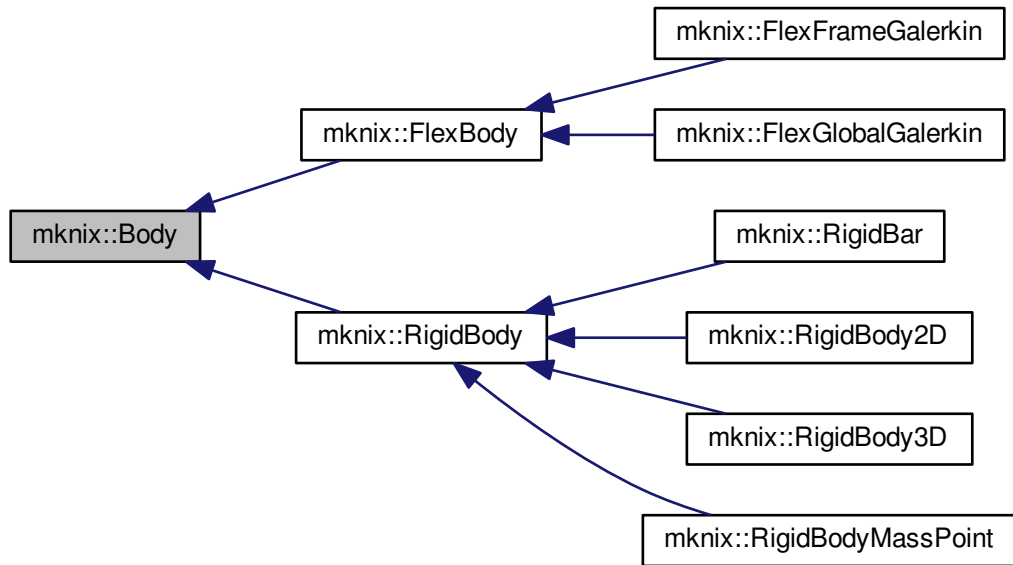 mknix::FlexFrameGalerkin
mknix::FlexBody
mknix::FlexGlobalGalerkin
mknix::Body
mknix::RigidBar
mknix::RigidBody
mknix::RigidBody2D
mknix::RigidBody3D
mknix::RigidBodyMassPoint